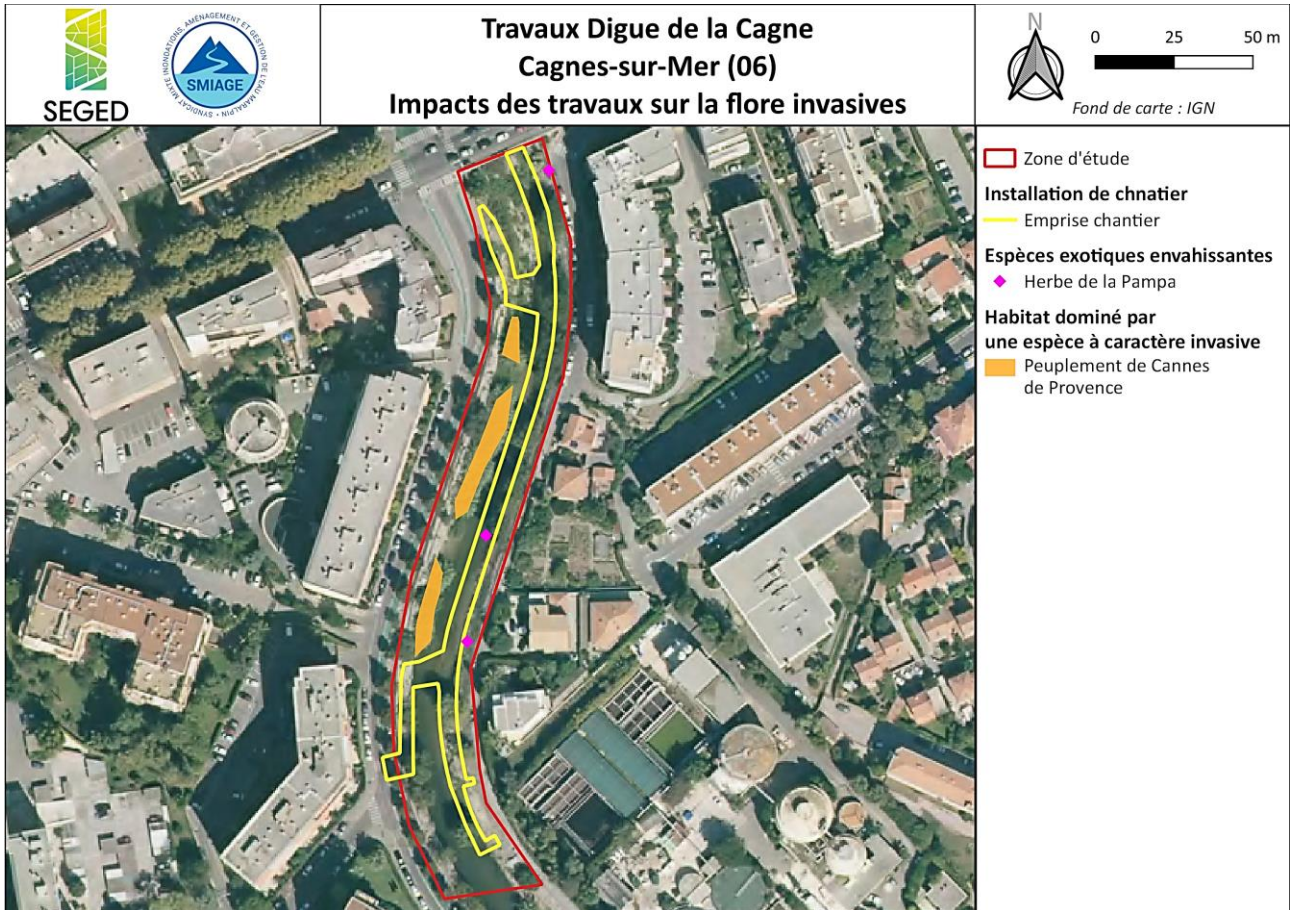 SEGED
SYNDICAT MIXTE INONDATIONS, AMÉNAGEMENT ET GESTION DE L'EAU MARALPIN
SMIAGE
Travaux Digue de la Cagne
Cagnes-sur-Mer (06)
Impacts des travaux sur la flore invasives
N
0 25 50 m
Fond de carte : IGN
Zone d'étude
Installation de chnatier
Emprise chantier
Espèces exotiques envahissantes
Herbe de la Pampa
Habitat dominé par
une espèce à caractère invasive
Peuplement de Cannes
de Provence